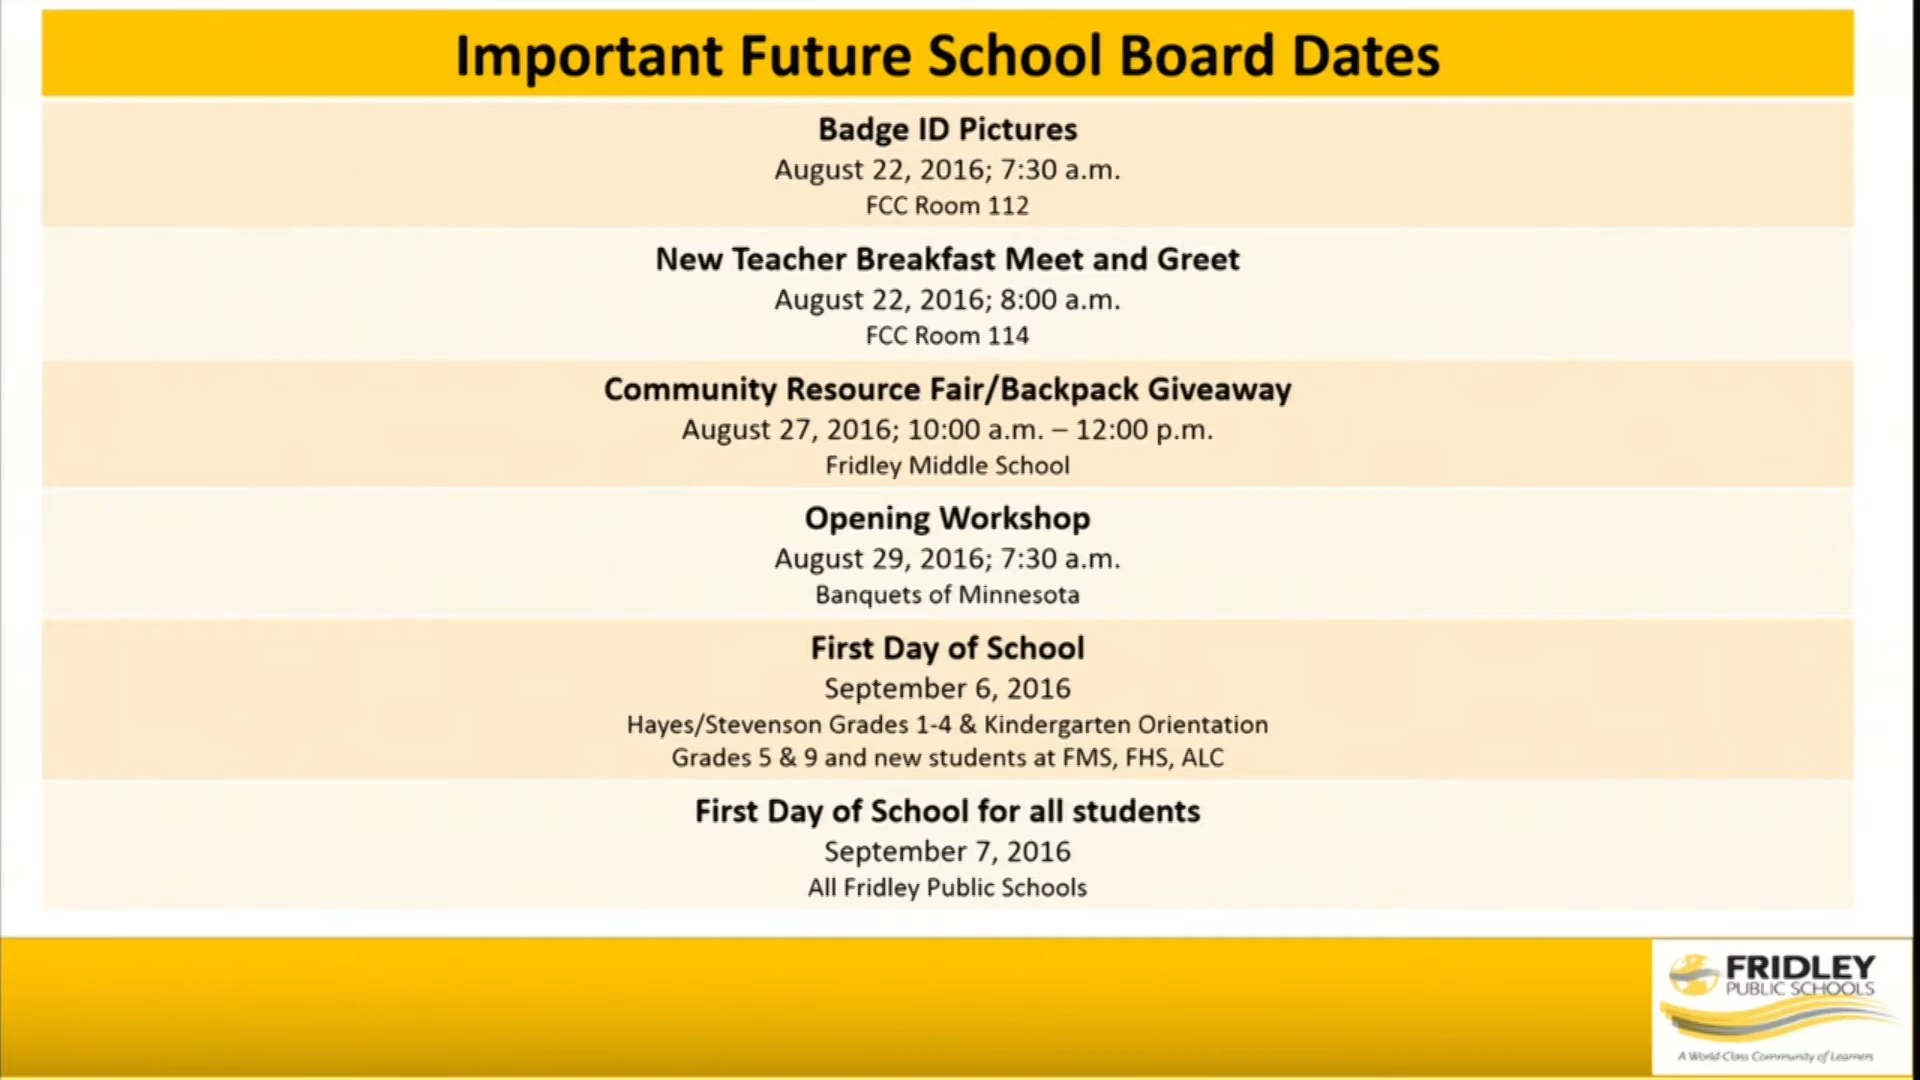 Important Future School Board Dates
Badge ID Pictures
August 22, 2016; 7:30 a.m.
FCC Room 112
New Teacher Breakfast Meet and Greet
August 22, 2016; 8:00 a.m.
FCC Room 114
Community Resource Fair/Backpack Giveaway
August 27, 2016; 10:00 a.m. – 12:00 p.m.
Fridley Middle School
Opening Workshop
August 29, 2016; 7:30 a.m.
Banquets of Minnesota
First Day of School
September 6, 2016
Hayes/Stevenson Grades 1-4 & Kindergarten Orientation
Grades 5 & 9 and new students at FMS, FHS, ALC
First Day of School for all students
September 7, 2016
All Fridley Public Schools
FRIDLEY
PUBLIC SCHOOLS
A World-Class Community of Learners